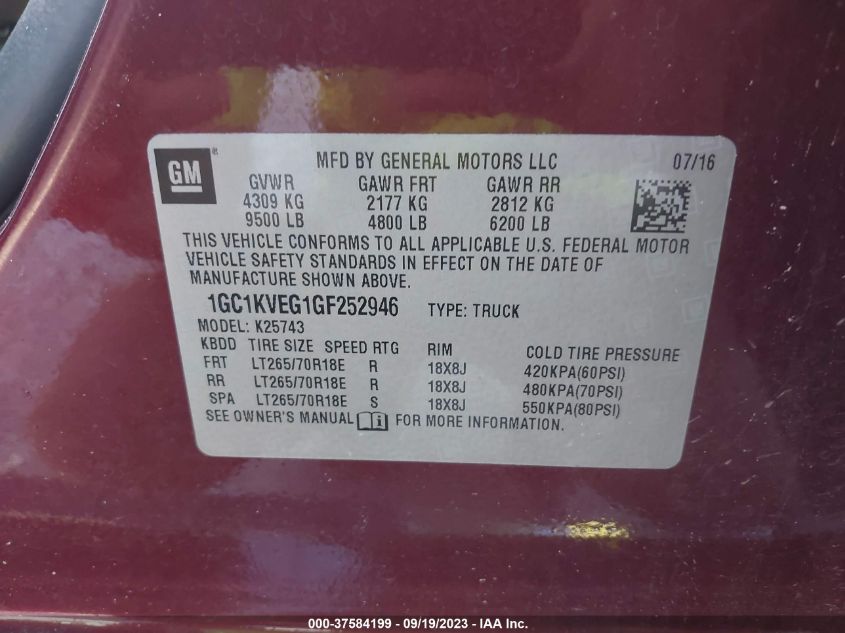 GM ®
MFD BY GENERAL MOTORS LLC 07/16
GVWR GAWR FRT GAWR RR
4309 KG 2177 KG 2812 KG
9500 LB 4800 LB 6200 LB
THIS VEHICLE CONFORMS TO ALL APPLICABLE U.S. FEDERAL MOTOR
VEHICLE SAFETY STANDARDS IN EFFECT ON THE DATE OF
MANUFACTURE SHOWN ABOVE.
1GC1KVEG1GF252946 TYPE: TRUCK
MODEL: K25743
KBDD TIRE SIZE SPEED RTG RIM COLD TIRE PRESSURE
FRT LT265/70R18E R 18X8J 420KPA(60PSI)
RR LT265/70R18E R 18X8J 480KPA(70PSI)
SPA LT265/70R18E S 18X8J 550KPA(80PSI)
SEE OWNER'S MANUAL FOR MORE INFORMATION.
000-37584199 - 09/19/2023 - IAA Inc.